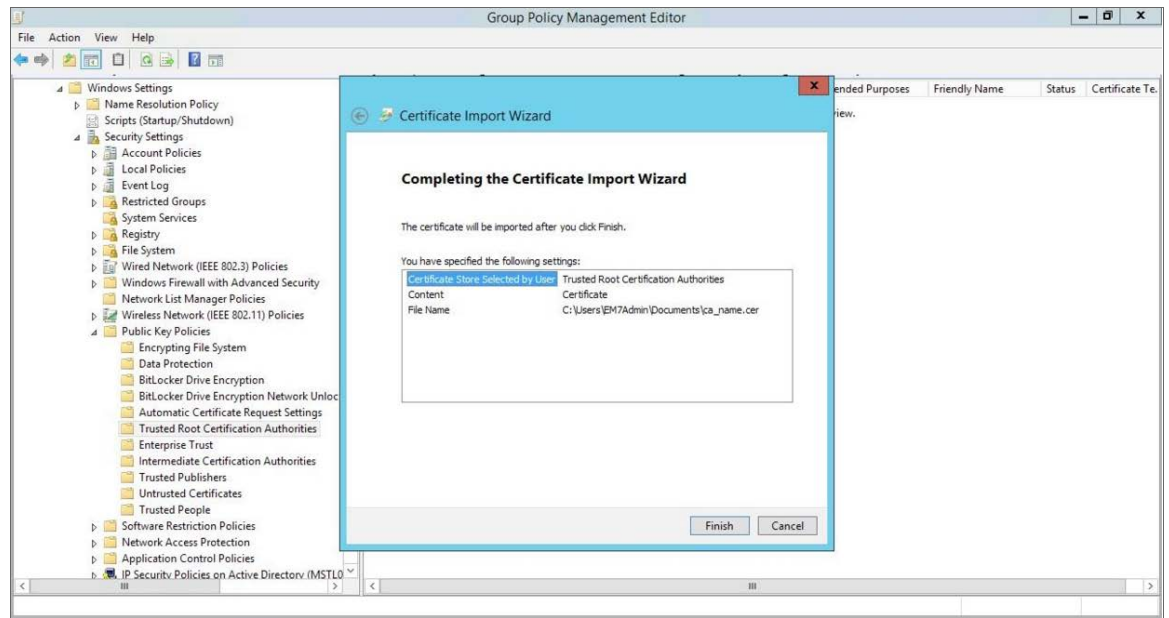 Group Policy Management Editor
File Action View Help
Windows Settings
Name Resolution Policy
Scripts (Startup/Shutdown)
Security Settings
Account Policies
Local Policies
Event Log
Restricted Groups
System Services
Registry
File System
Wired Network (IEEE 802.3) Policies
Windows Firewall with Advanced Security
Network List Manager Policies
Wireless Network (IEEE 802.11) Policies
Public Key Policies
Encrypting File System
Data Protection
BitLocker Drive Encryption
BitLocker Drive Encryption Network Unloc
Automatic Certificate Request Settings
Trusted Root Certification Authorities
Enterprise Trust
Intermediate Certification Authorities
Trusted Publishers
Untrusted Certificates
Trusted People
Software Restriction Policies
Network Access Protection
Application Control Policies
IP Security Policies on Active Directory (MSTL0
ended Purposes Friendly Name Status Certificate Te.
view.
Certificate Import Wizard
Completing the Certificate Import Wizard
The certificate will be imported after you click Finish.
You have specified the following settings:
Certificate Store Selected by User Trusted Root Certification Authorities
Content Certificate
File Name C:\Users\EM7Admin\Documents\ca_name.cer
Finish Cancel